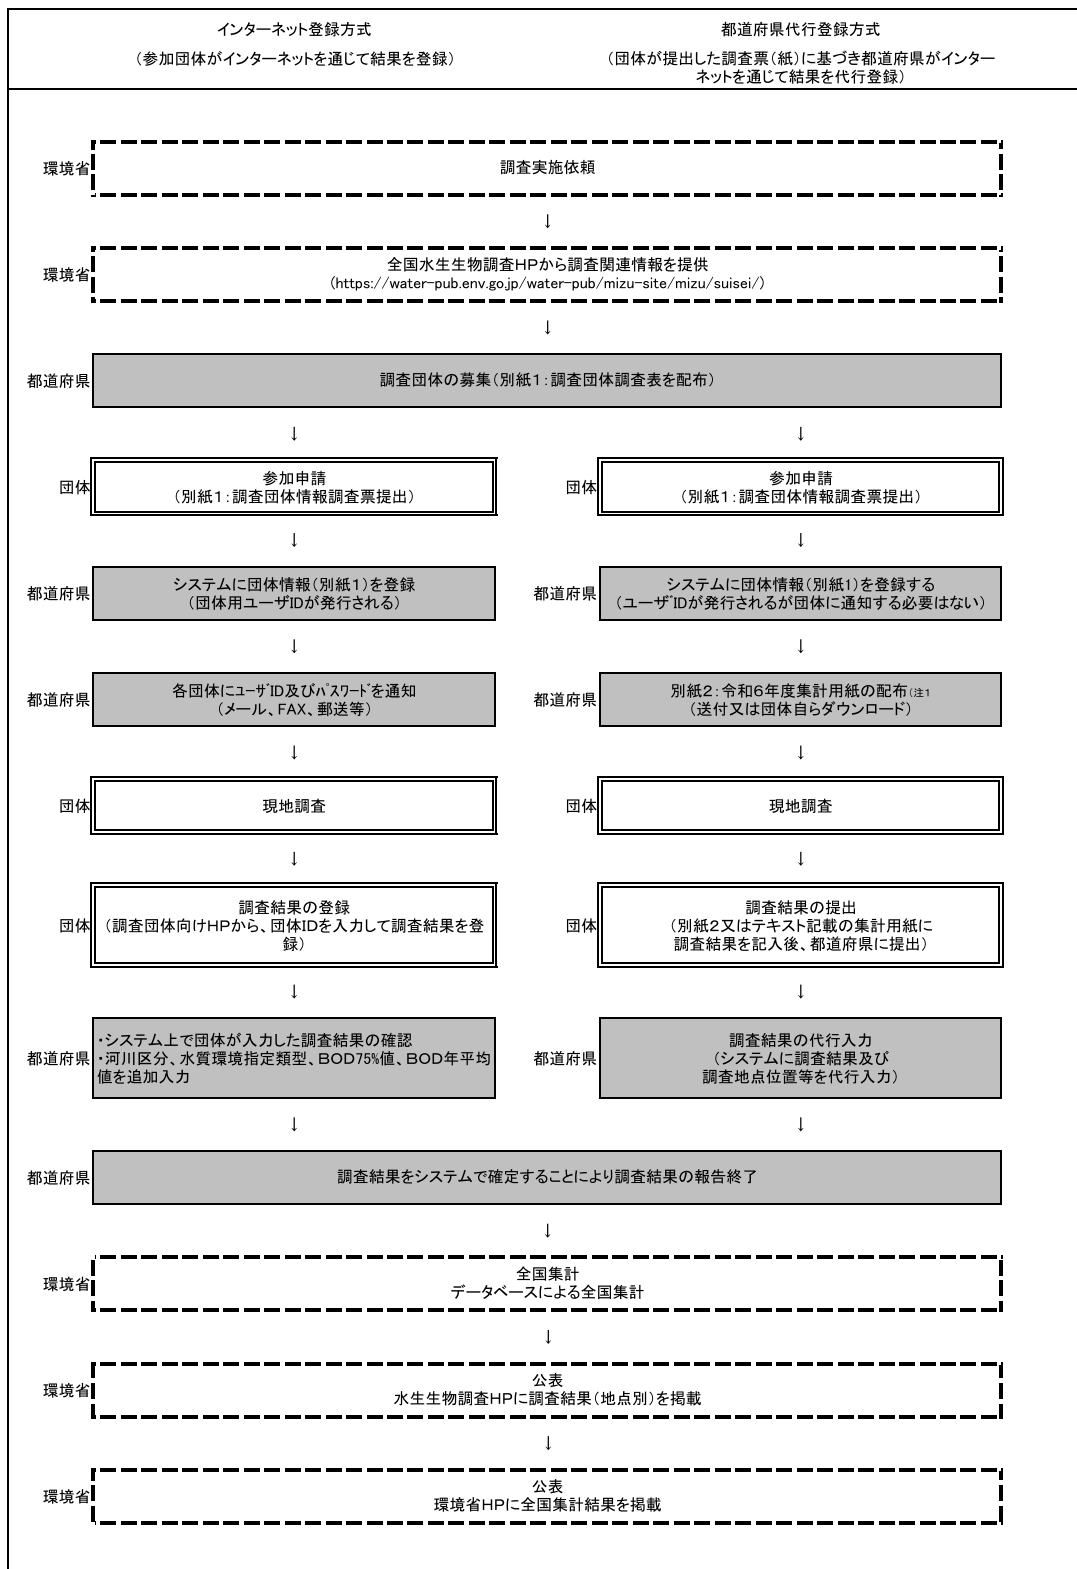 インターネット登録方式
(参加団体がインターネットを通じて結果を登録)
都道府県代行登録方式
(団体が提出した調査票(紙)に基づき都道府県がインター
ネットを通じて結果を代行登録)
環境省
調査実施依頼
↓
環境省
全国水生生物調査HPから調査関連情報を提供
(https://water-pub.env.go.jp/water-pub/mizu-site/mizu/suisei/)
↓
都道府県
調査団体の募集(別紙1:調査団体調査表を配布)
↓
↓
団体
参加申請
(別紙1:調査団体情報調査票提出)
団体
参加申請
(別紙1:調査団体情報調査票提出)
↓
↓
都道府県
システムに団体情報(別紙1)を登録
(団体用ユーザIDが発行される)
都道府県
システムに団体情報(別紙1)を登録する
(ユーザIDが発行されるが団体に通知する必要はない)
↓
↓
都道府県
各団体にユーザID及びパスワードを通知
(メール、FAX、郵送等)
都道府県
別紙2:令和6年度集計用紙の配布(注1
(送付又は団体自らダウンロード)
↓
↓
団体
現地調査
団体
現地調査
↓
↓
団体
調査結果の登録
(調査団体向けHPから、団体IDを入力して調査結果を登
録)
団体
調査結果の提出
(別紙2又はテキスト記載の集計用紙に
調査結果を記入後、都道府県に提出)
↓
↓
都道府県
・システム上で団体が入力した調査結果の確認
・河川区分、水質環境指定類型、BOD75%値、BOD年平均
値を追加入力
都道府県
調査結果の代行入力
(システムに調査結果及び
調査地点位置等を代行入力)
↓
↓
都道府県
調査結果をシステムで確定することにより調査結果の報告終了
↓
環境省
全国集計
データベースによる全国集計
↓
環境省
公表
水生生物調査HPに調査結果(地点別)を掲載
↓
環境省
公表
環境省HPに全国集計結果を掲載